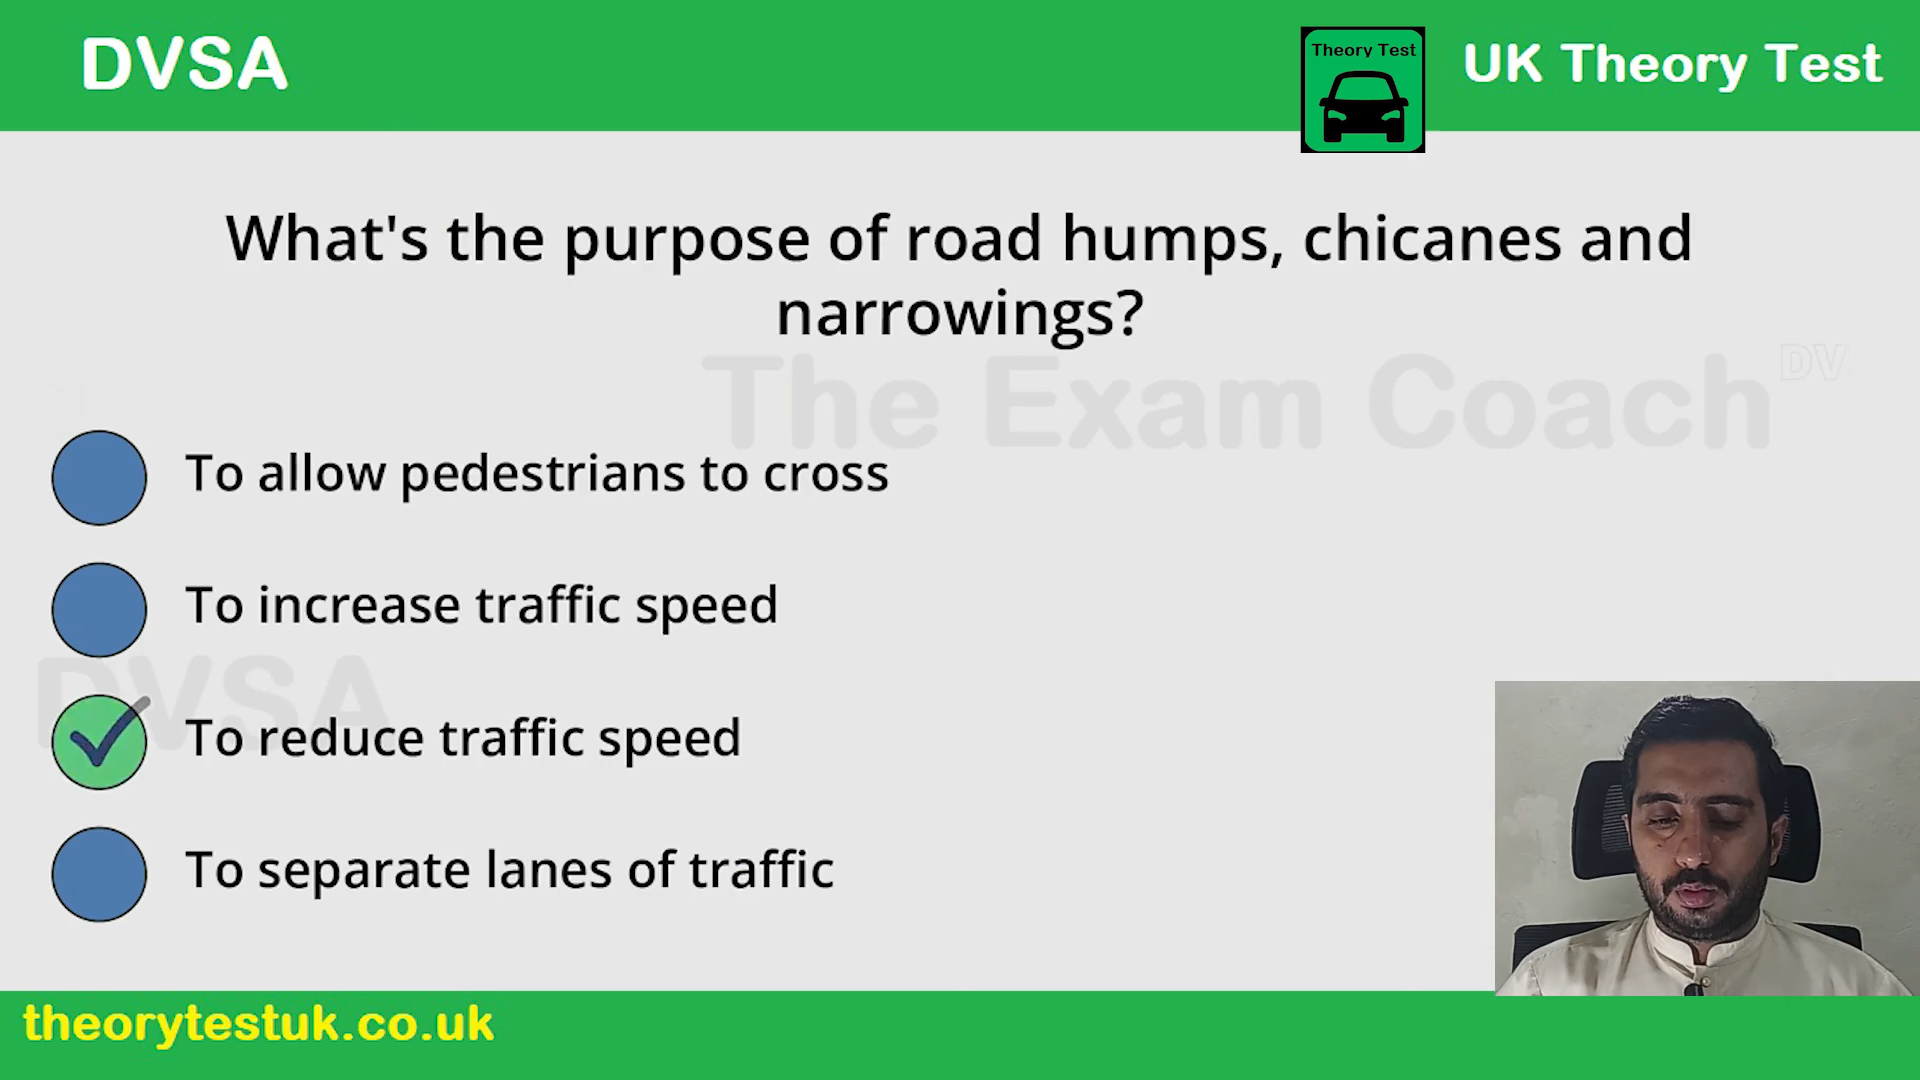 DVSA
Theory Test
UK Theory Test
What's the purpose of road humps, chicanes and
narrowings?
The Exam Coach
DV
To allow pedestrians to cross
To increase traffic speed
DVSA
To reduce traffic speed
To separate lanes of traffic
theorytestuk.co.uk